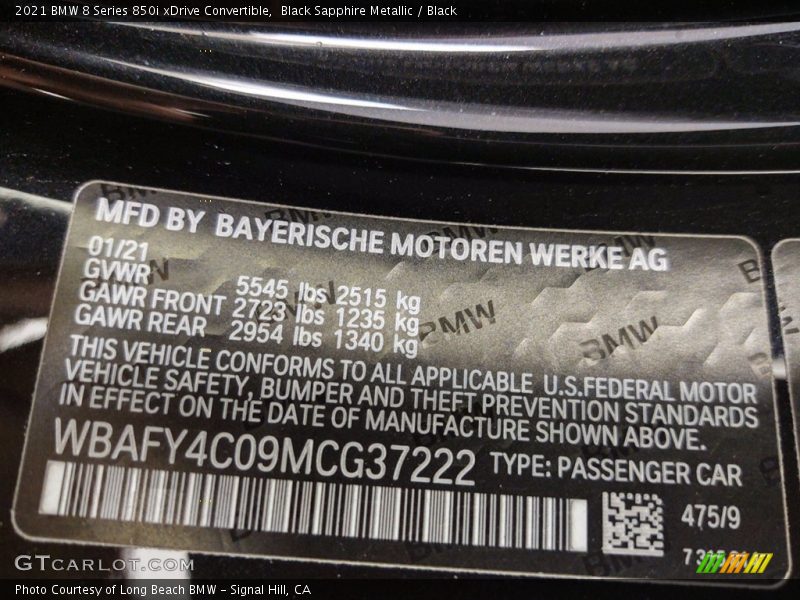 2021 BMW 8 Series 850i xDrive Convertible,  Black Sapphire Metallic / Black
MFD BY BAYERISCHE MOTOREN WERKE AG
01/21
GVWR 5545 lbs 2515 kg
GAWR FRONT 2723 lbs 1235 kg
GAWR REAR 2954 lbs 1340 kg
THIS VEHICLE CONFORMS TO ALL APPLICABLE U.S.FEDERAL MOTOR
VEHICLE SAFETY, BUMPER AND THEFT PREVENTION STANDARDS
IN EFFECT ON THE DATE OF MANUFACTURE SHOWN ABOVE.
WBAFY4C09MCG37222 TYPE: PASSENGER CAR
475/9
BMW
BMW
GTCARLOT.COM
Photo Courtesy of Long Beach BMW - Signal Hill, CA